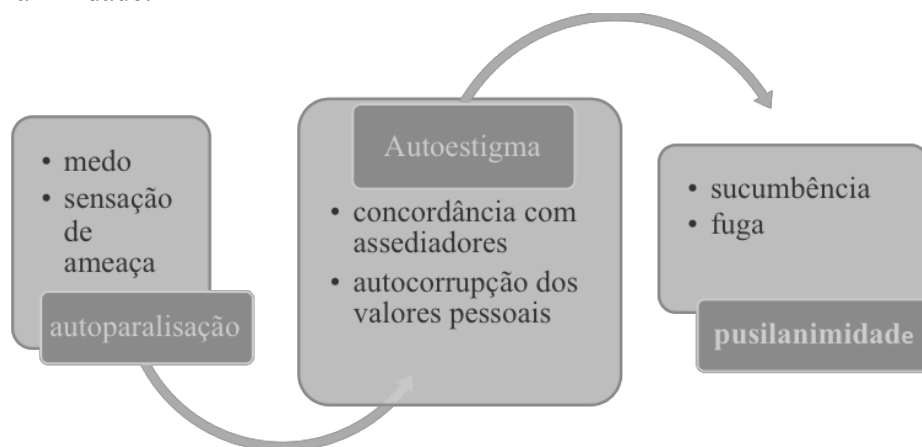 • medo
• sensação
de
ameaça
autoparalisação
Autoestigma
• concordância com
assediadores
• autocorrupção dos
valores pessoais
• sucumbência
• fuga
pusilanimidade